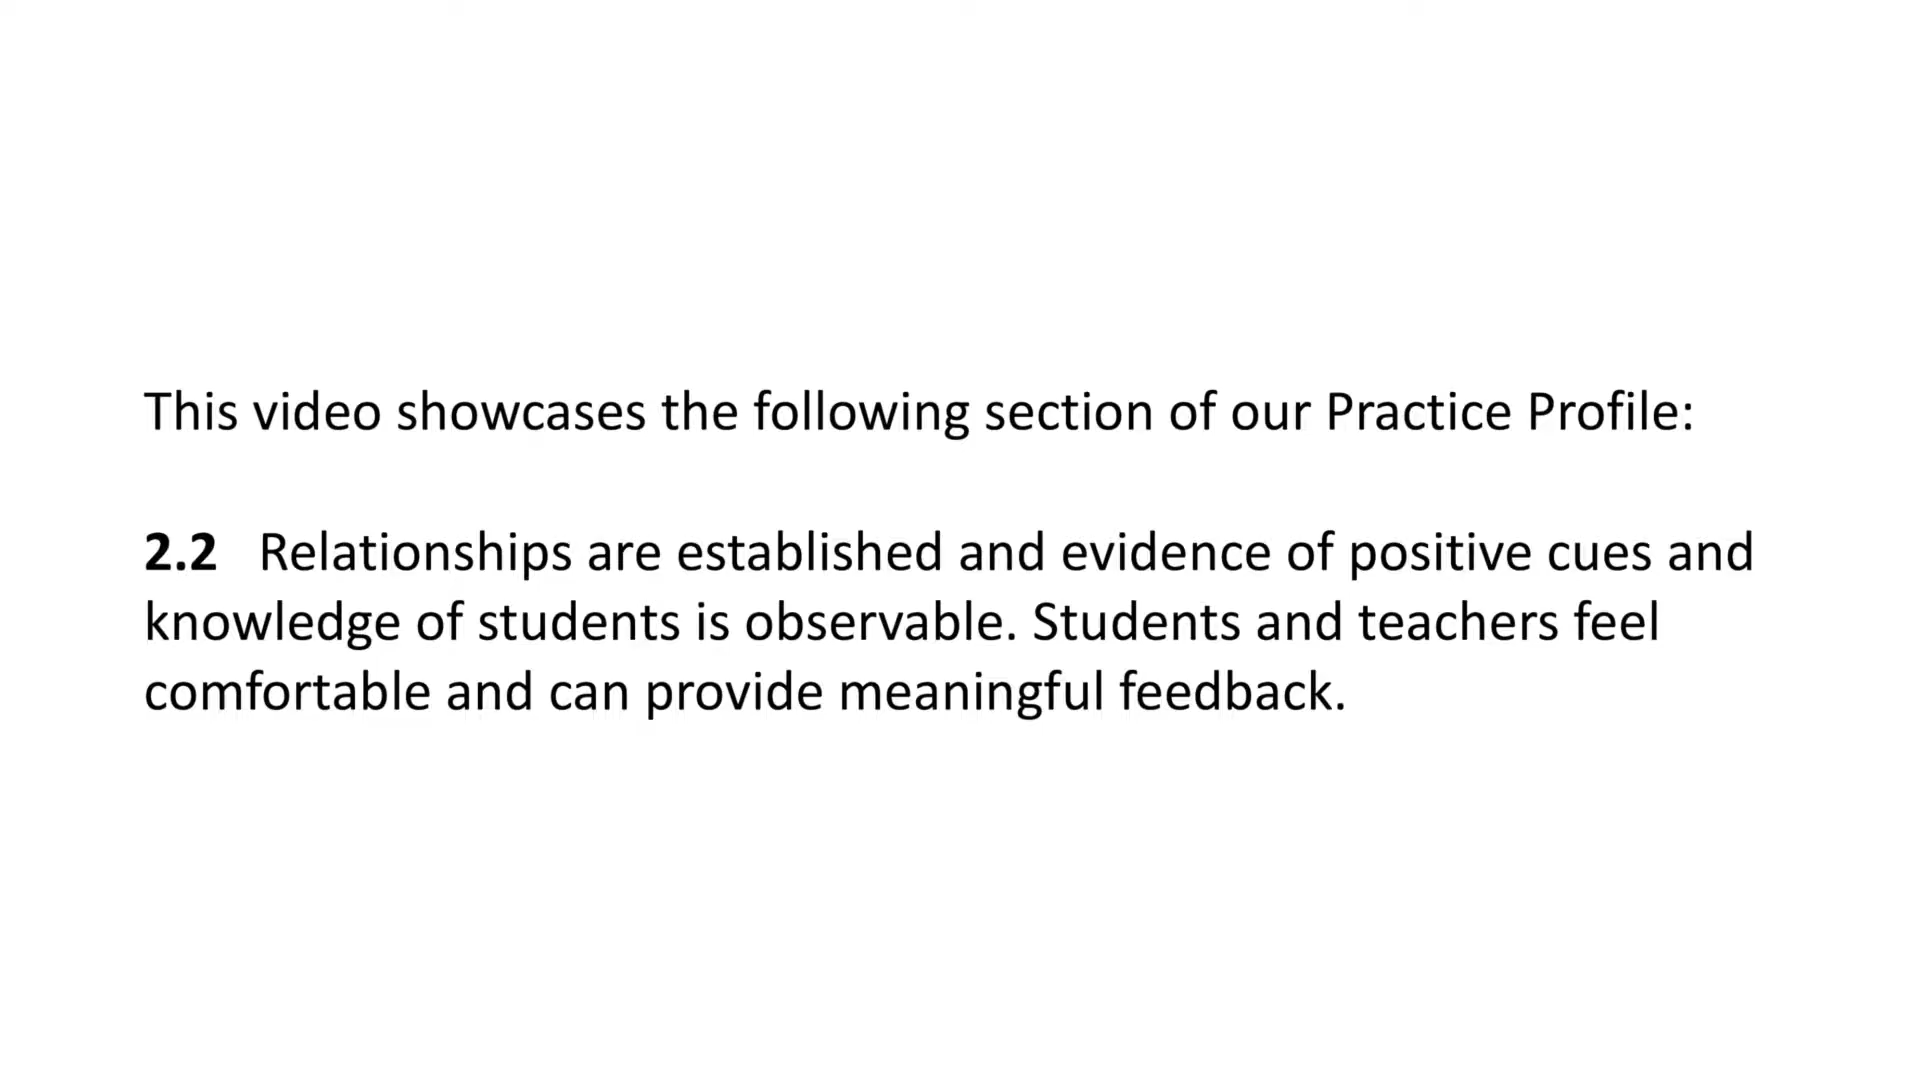 This video showcases the following section of our Practice Profile:
2.2 Relationships are established and evidence of positive cues and
knowledge of students is observable. Students and teachers feel
comfortable and can provide meaningful feedback.